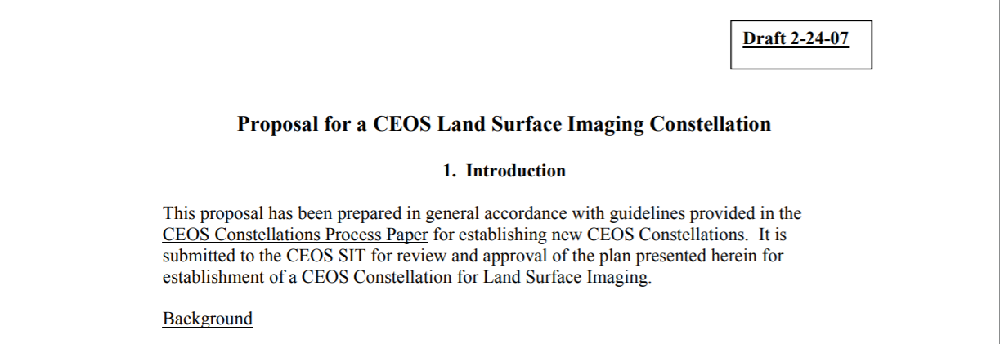 Draft 2-24-07
Proposal for a CEOS Land Surface Imaging Constellation
1. Introduction
This proposal has been prepared in general accordance with guidelines provided in the
CEOS Constellations Process Paper for establishing new CEOS Constellations. It is
submitted to the CEOS SIT for review and approval of the plan presented herein for
establishment of a CEOS Constellation for Land Surface Imaging.
Background